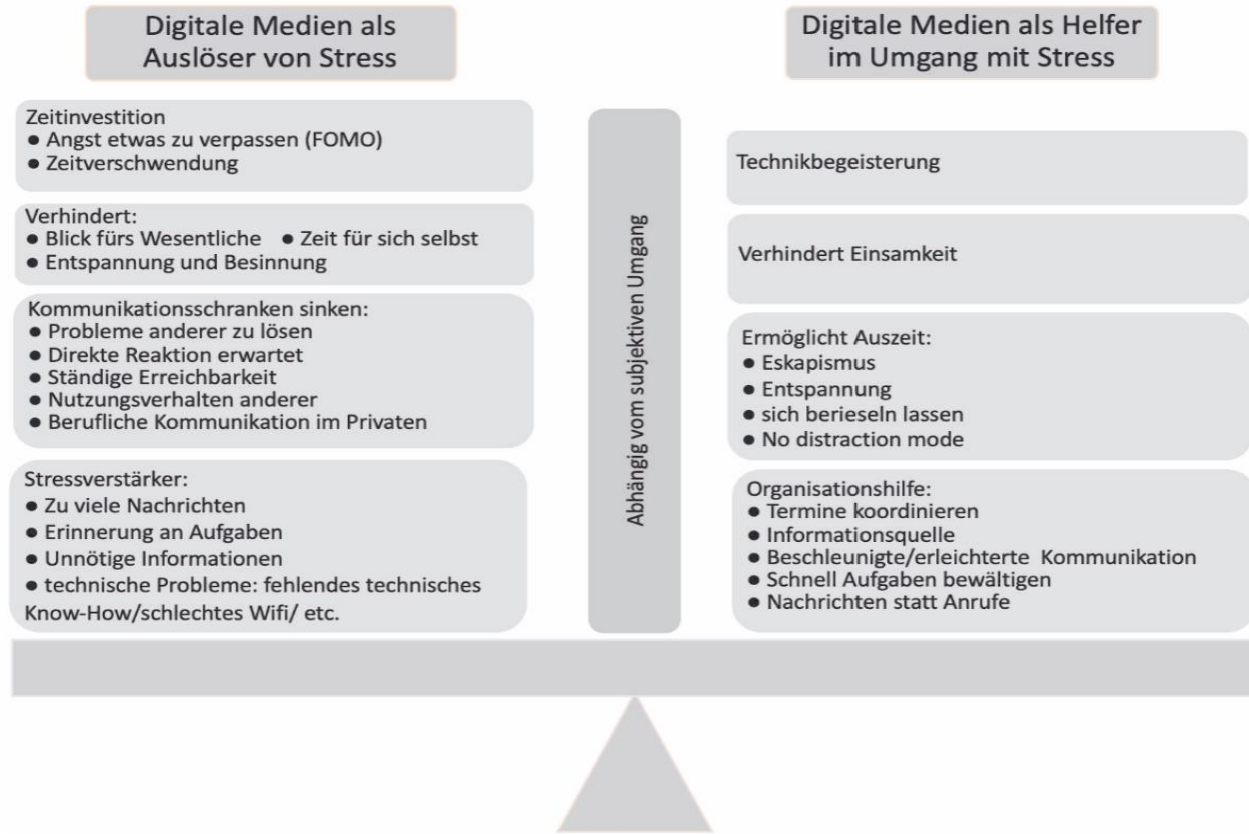 Digitale Medien als
Auslöser von Stress
Zeitinvestition
● Angst etwas zu verpassen (FOMO)
● Zeitverschwendung
Verhindert:
● Blick fürs Wesentliche ● Zeit für sich selbst
● Entspannung und Besinnung
Kommunikationsschranken sinken:
● Probleme anderer zu lösen
● Direkte Reaktion erwartet
● Ständige Erreichbarkeit
● Nutzungsverhalten anderer
● Berufliche Kommunikation im Privaten
Stressverstärker:
● Zu viele Nachrichten
● Erinnerung an Aufgaben
● Unnötige Informationen
● technische Probleme: fehlendes technisches
Know-How/schlechtes Wifi/ etc.
Abhängig vom subjektiven Umgang
Digitale Medien als Helfer
im Umgang mit Stress
Technikbegeisterung
Verhindert Einsamkeit
Ermöglicht Auszeit:
● Eskapismus
● Entspannung
● sich berieseln lassen
● No distraction mode
Organisationshilfe:
● Termine koordinieren
● Informationsquelle
● Beschleunigte/erleichterte Kommunikation
● Schnell Aufgaben bewältigen
● Nachrichten statt Anrufe